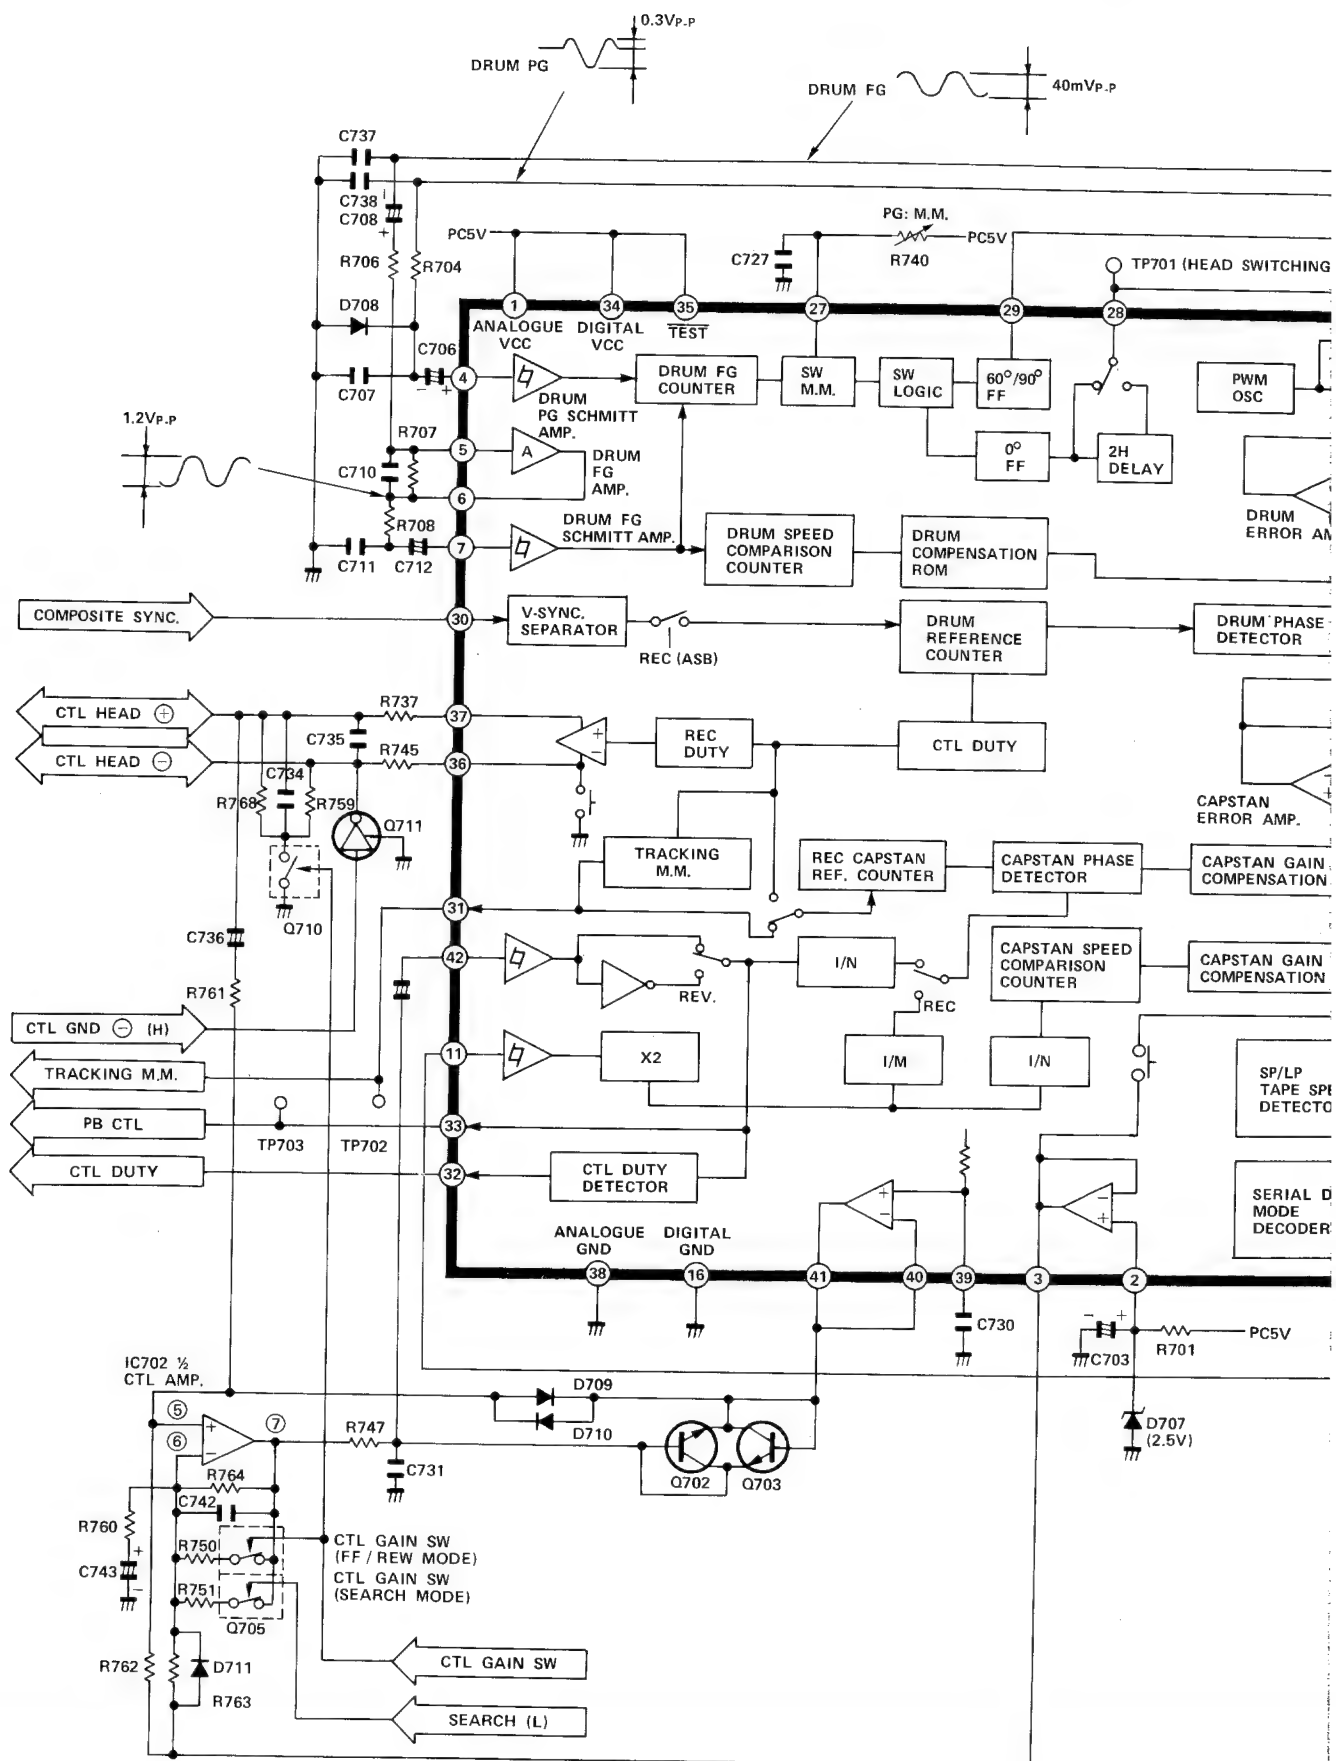 0.3VP-P
DRUM PG
DRUM FG
40mVP-P
C737
C738
C708
−
+
PG: M.M.
PC5V
PC5V
C727
R740
R706
R704
TP701 (HEAD SWITCHING
D708
1
34
35
27
29
28
ANALOGUE
VCC
DIGITAL
VCC
TEST
C706
−
+
4
C707
DRUM
PG SCHMITT
AMP.
DRUM FG
COUNTER
SW
M.M.
SW
LOGIC
60°/90°
FF
PWM
OSC
1.2VP-P
R707
5
A
C710
DRUM
FG
AMP.
0°
FF
2H
DELAY
6
R708
DRUM
ERROR AM
DRUM FG
SCHMITT AMP.
7
C711
C712
DRUM SPEED
COMPARISON
COUNTER
DRUM
COMPENSATION
ROM
COMPOSITE SYNC.
30
V-SYNC.
SEPARATOR
REC (ASB)
DRUM
REFERENCE
COUNTER
DRUM PHASE
DETECTOR
CTL HEAD ⊕
R737
37
C735
+
−
REC
DUTY
CTL DUTY
CTL HEAD ⊖
R745
36
C734
R768
R759
Q711
CAPSTAN
ERROR AMP.
TRACKING
M.M.
REC CAPSTAN
REF. COUNTER
CAPSTAN PHASE
DETECTOR
CAPSTAN GAIN
COMPENSATION
Q710
31
C736
42
REV.
I/N
REC
CAPSTAN SPEED
COMPARISON
COUNTER
CAPSTAN GAIN
COMPENSATION
R761
CTL GND ⊖ (H)
11
X2
I/M
I/N
TRACKING M.M.
SP/LP
TAPE SPE
DETECTO
PB CTL
TP703
TP702
33
CTL DUTY
32
CTL DUTY
DETECTOR
+
−
−
+
SERIAL D
MODE
DECODER
ANALOGUE
GND
DIGITAL
GND
38
16
41
40
39
3
2
C730
−
+
C703
R701
PC5V
IC702 ½
CTL AMP.
D709
D710
D707
(2.5V)
5
+
7
6
−
R747
C731
Q702
Q703
R764
C742
R760
R750
CTL GAIN SW
(FF / REW MODE)
+
C743
−
R751
CTL GAIN SW
(SEARCH MODE)
Q705
R762
D711
R763
CTL GAIN SW
SEARCH (L)